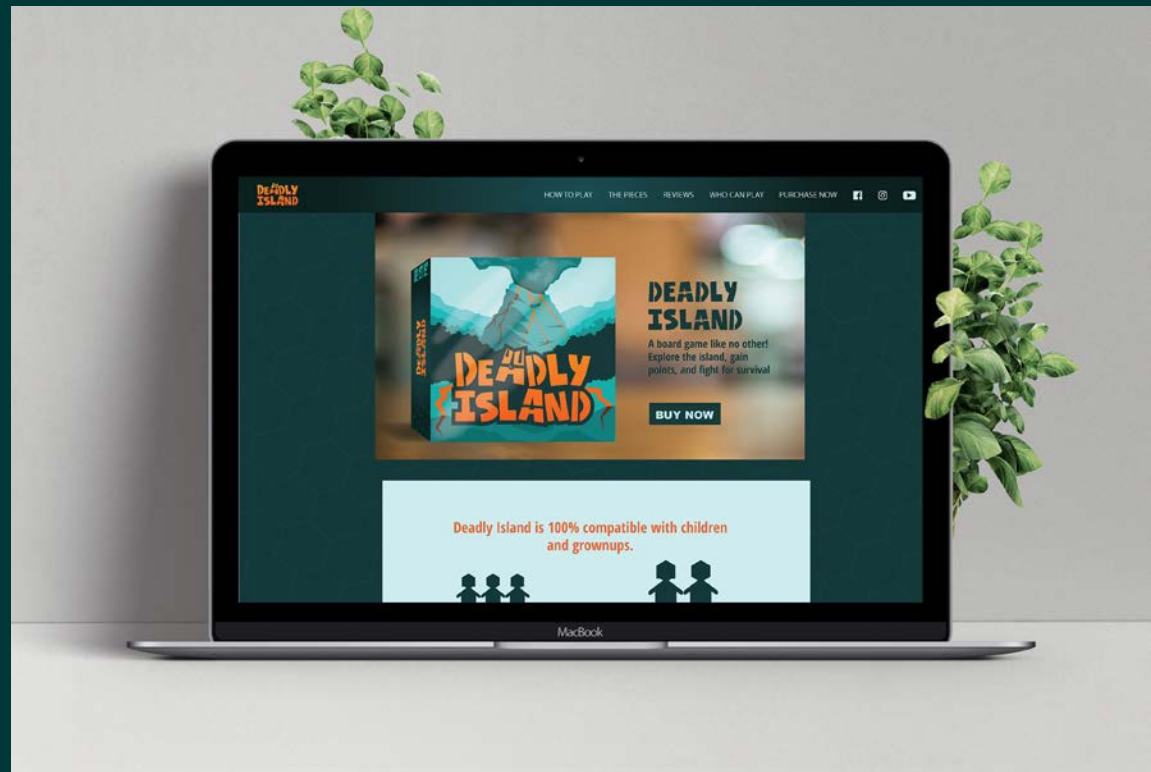 DEADLY
ISLAND
HOW TO PLAY THE PIECES REVIEWS WHO CAN PLAY PURCHASE NOW
DEADLY ISLAND
DEADLY
ISLAND
DEADLY
ISLAND
A board game like no other!
Explore the island, gain
points, and fight for survival
BUY NOW
Deadly Island is 100% compatible with children
and grownups.
MacBook